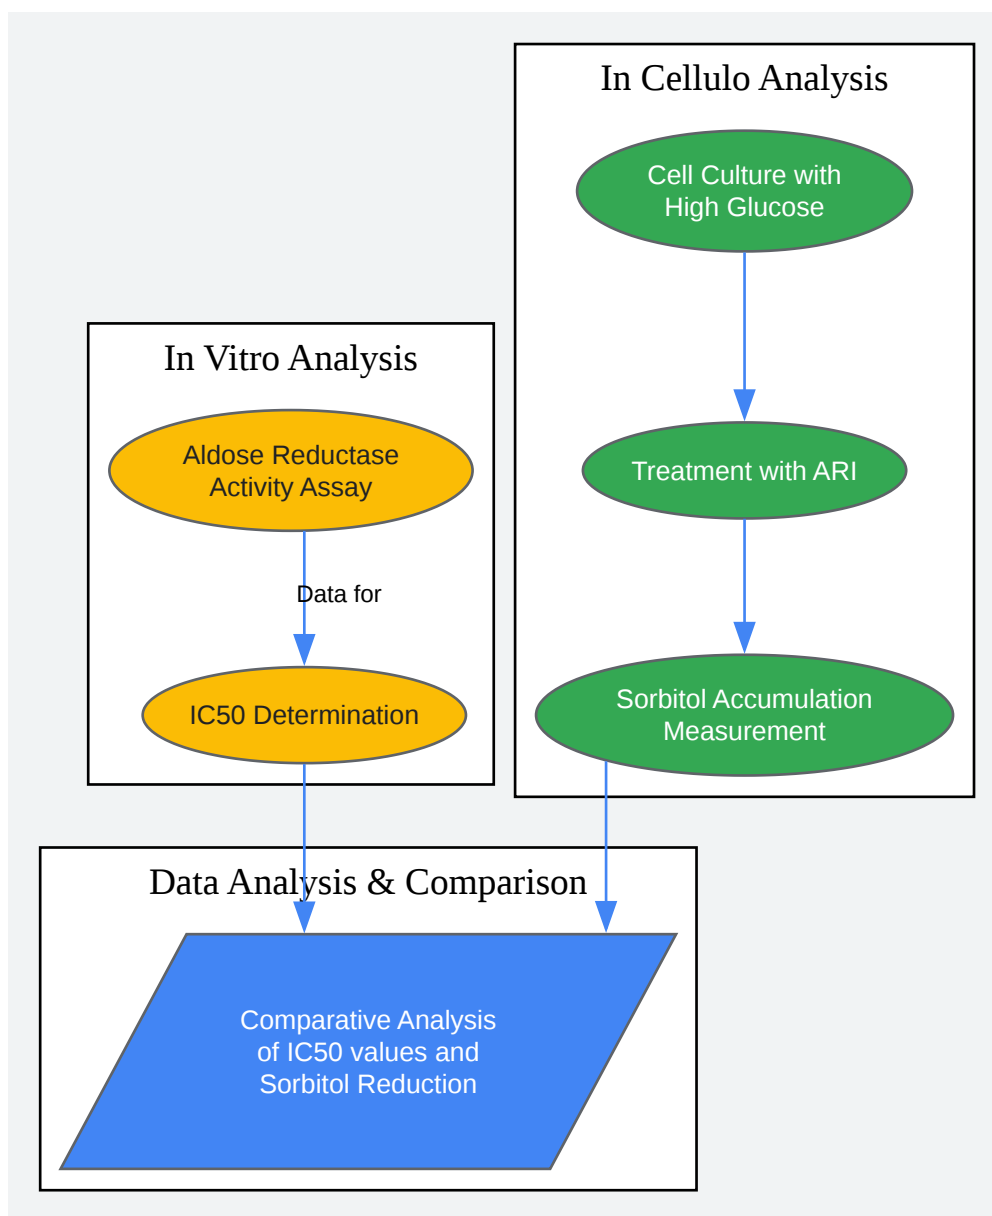 In Cellulo Analysis
Cell Culture with
High Glucose
Treatment with ARI
Sorbitol Accumulation
Measurement
In Vitro Analysis
Aldose Reductase
Activity Assay
Data for
IC50 Determination
Data Analysis & Comparison
Comparative Analysis
of IC50 values and
Sorbitol Reduction